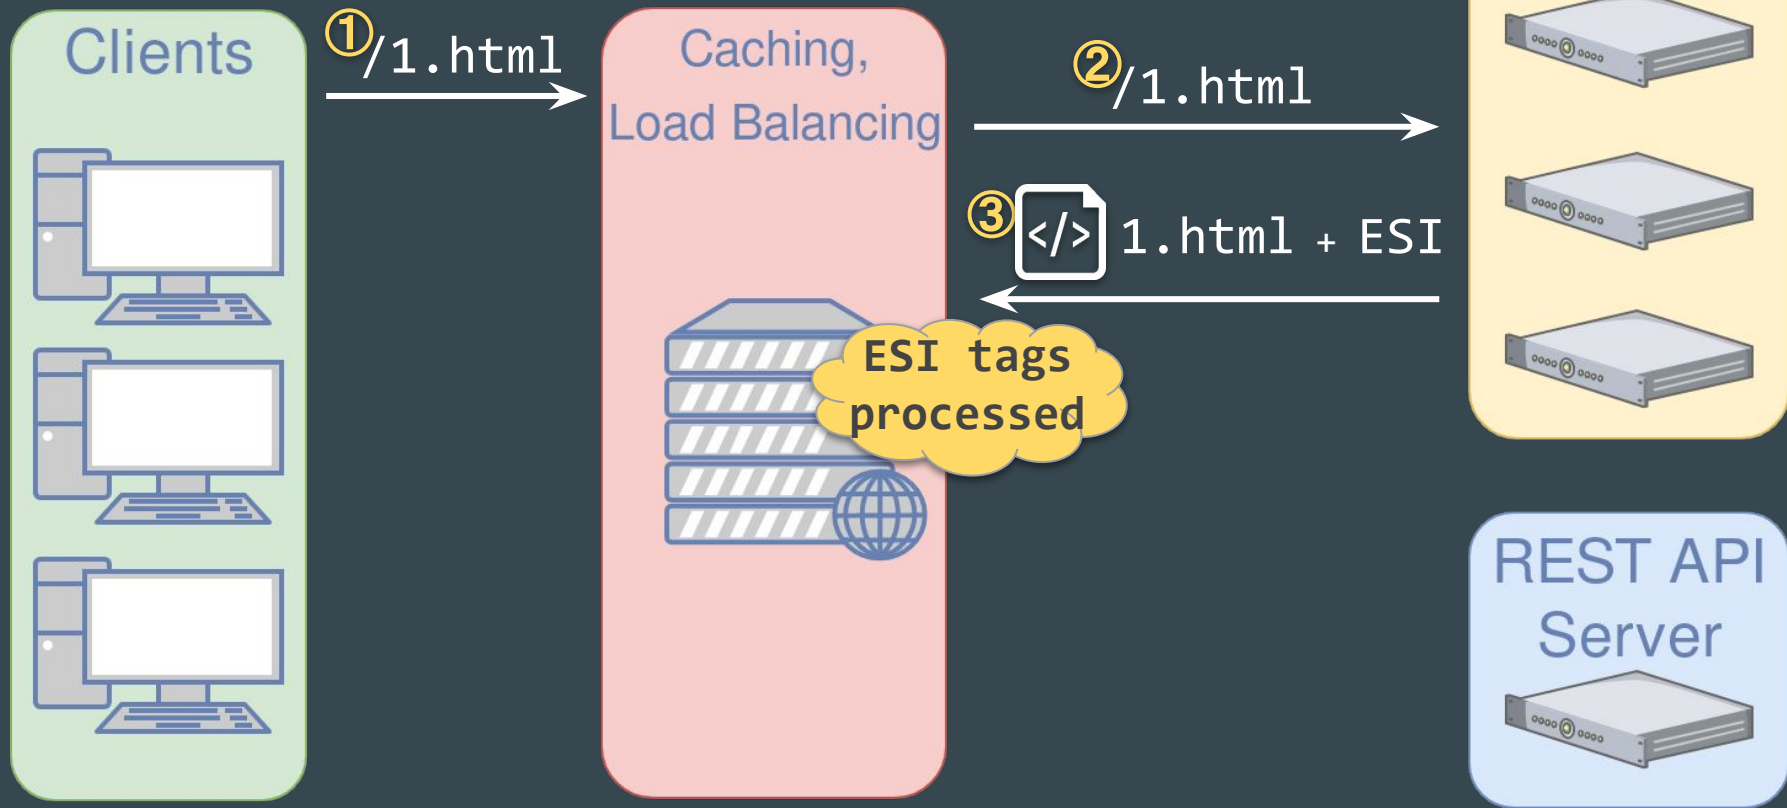 Clients
① /1.html
Caching,
Load Balancing
② /1.html
③ </> 1.html + ESI
ESI tags
processed
REST API
Server